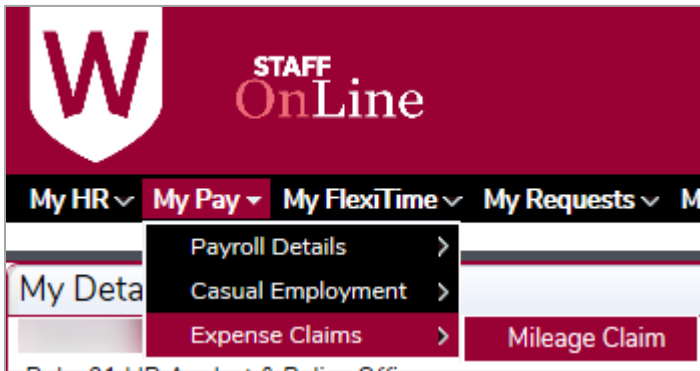 W
STAFF
OnLine
My HR My Pay My FlexiTime My Requests M
Payroll Details
My Deta
Casual Employment
Expense Claims
Mileage Claim